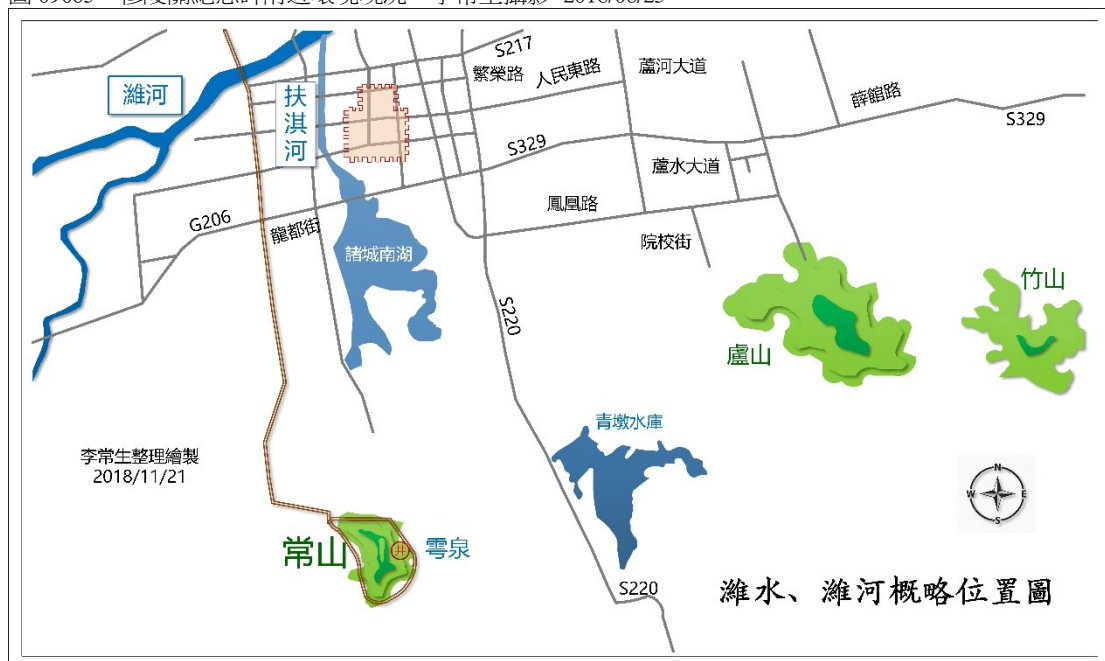 S217
繁榮路
人民東路
蘆河大道
薛館路
S329
濰河
扶淇河
S329
蘆水大道
G206
龍都街
鳳凰路
院校街
諸城南湖
竹山
S220
盧山
青墩水庫
李常生整理繪製
2018/11/21
N
W
E
S
常山
井
雩泉
S220
濰水、濰河概略位置圖